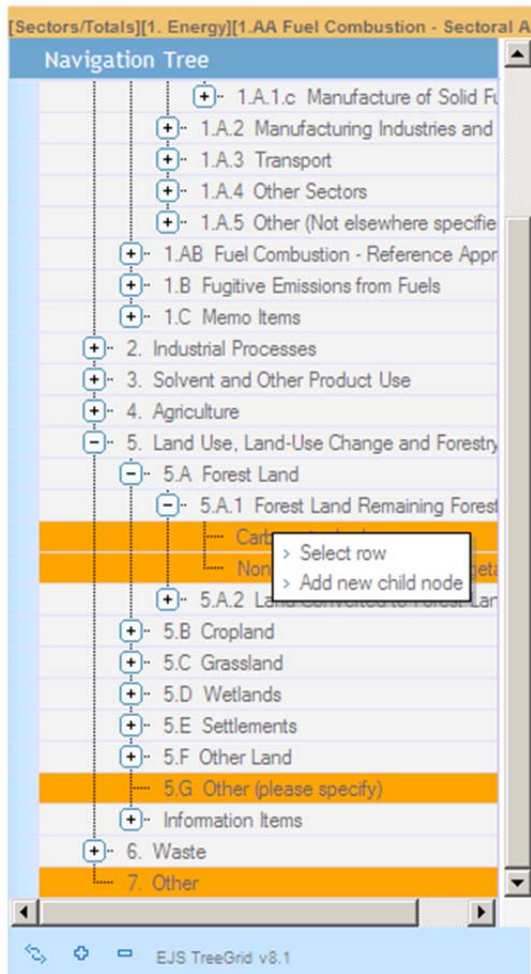 [Sectors/Totals][1. Energy][1.AA Fuel Combustion - Sectoral A
Navigation Tree
1.A.1.c Manufacture of Solid Fu
1.A.2 Manufacturing Industries and
1.A.3 Transport
1.A.4 Other Sectors
1.A.5 Other (Not elsewhere specifie
1.AB Fuel Combustion - Reference Appr
1.B Fugitive Emissions from Fuels
1.C Memo Items
2. Industrial Processes
3. Solvent and Other Product Use
4. Agriculture
5. Land Use, Land-Use Change and Forestry
5.A Forest Land
5.A.1 Forest Land Remaining Forest
> Select row
> Add new child node
5.A.2 Land Converted to Forest Lan
5.B Cropland
5.C Grassland
5.D Wetlands
5.E Settlements
5.F Other Land
5.G Other (please specify)
Information Items
6. Waste
7. Other
EJS TreeGrid v8.1